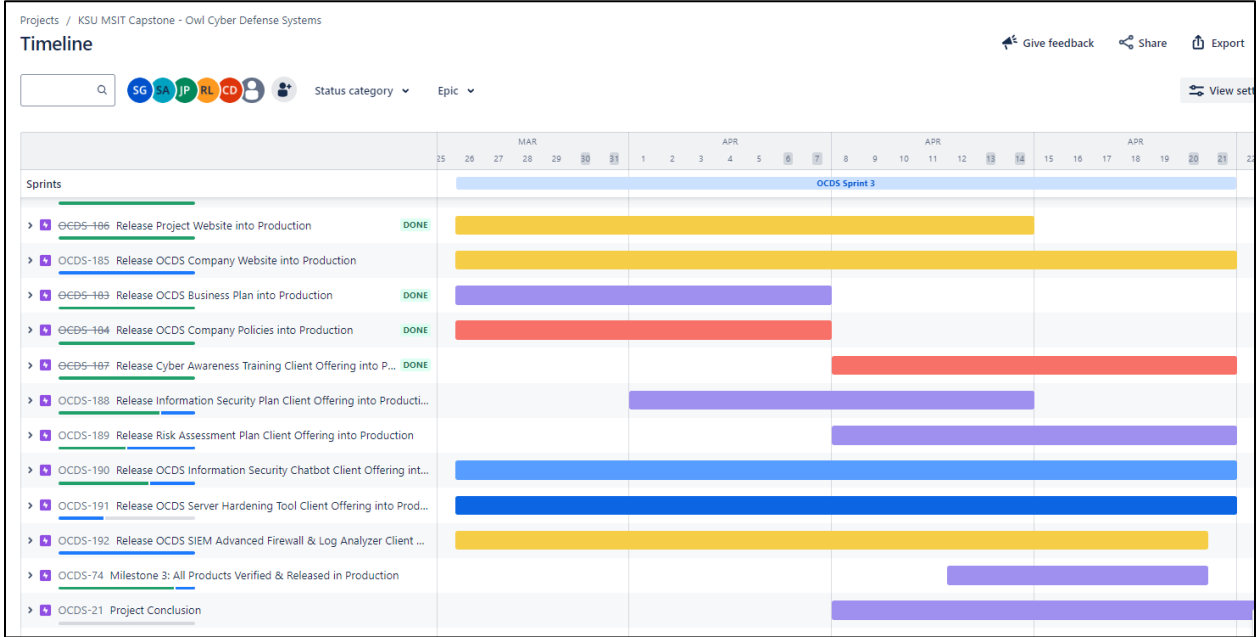 Projects / KSU MSIT Capstone - Owl Cyber Defense Systems
Timeline
Give feedback Share Export
SG SA JP RL CD Status category Epic View sett
MAR APR APR APR
25 26 27 28 29 30 31 1 2 3 4 5 6 7 8 9 10 11 12 13 14 15 16 17 18 19 20 21 22
Sprints OCDS Sprint 3
OCDS-186 Release Project Website into Production DONE
OCDS-185 Release OCDS Company Website into Production
OCDS-183 Release OCDS Business Plan into Production DONE
OCDS-184 Release OCDS Company Policies into Production DONE
OCDS-187 Release Cyber Awareness Training Client Offering into P... DONE
OCDS-188 Release Information Security Plan Client Offering into Producti...
OCDS-189 Release Risk Assessment Plan Client Offering into Production
OCDS-190 Release OCDS Information Security Chatbot Client Offering int...
OCDS-191 Release OCDS Server Hardening Tool Client Offering into Prod...
OCDS-192 Release OCDS SIEM Advanced Firewall & Log Analyzer Client ...
OCDS-74 Milestone 3: All Products Verified & Released in Production
OCDS-21 Project Conclusion